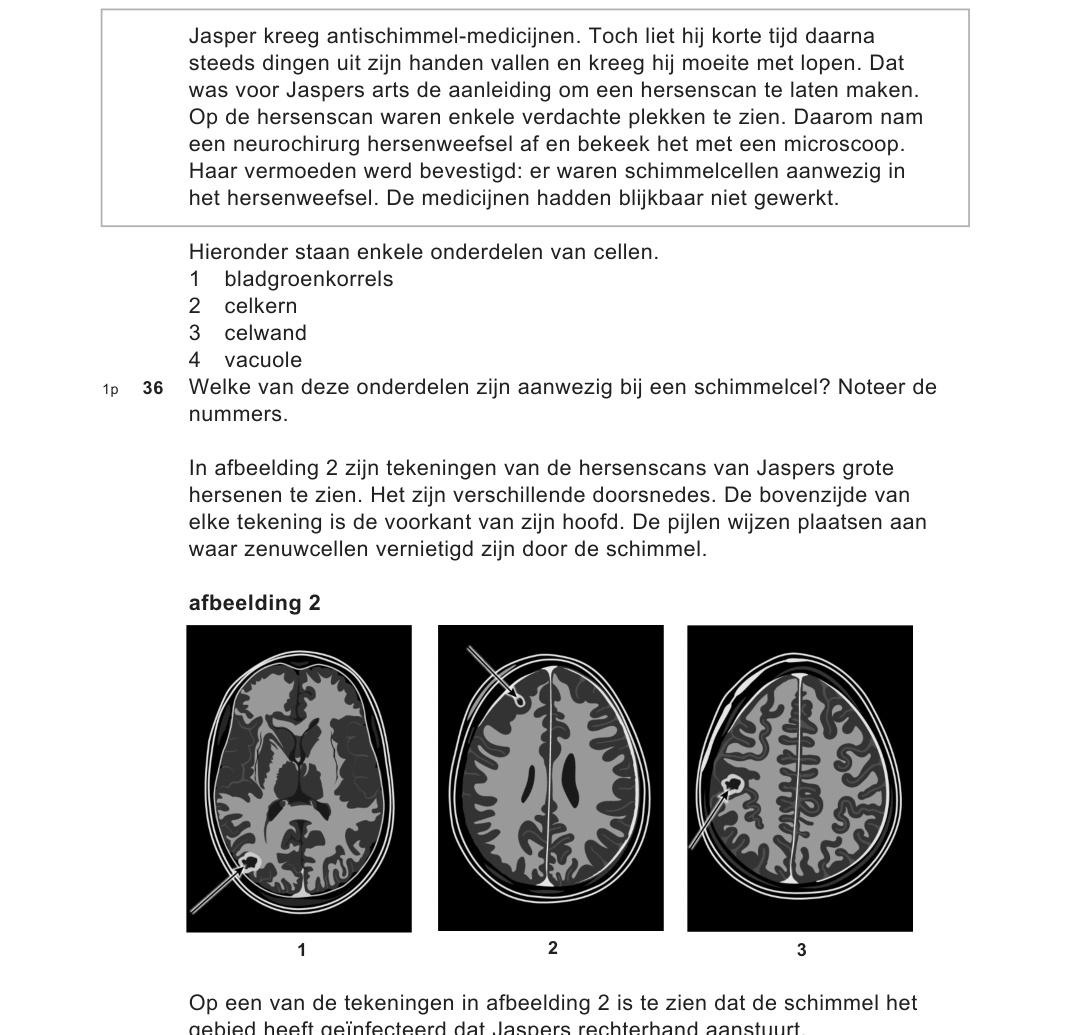 Jasper kreeg antischimmel-medicijnen. Toch liet hij korte tijd daarna
steeds dingen uit zijn handen vallen en kreeg hij moeite met lopen. Dat
was voor Jaspers arts de aanleiding om een hersenscan te laten maken.
Op de hersenscan waren enkele verdachte plekken te zien. Daarom nam
een neurochirurg hersenweefsel af en bekeek het met een microscoop.
Haar vermoeden werd bevestigd: er waren schimmelcellen aanwezig in
het hersenweefsel. De medicijnen hadden blijkbaar niet gewerkt.
Hieronder staan enkele onderdelen van cellen.
1 bladgroenkorrels
2 celkern
3 celwand
4 vacuole
1p 36 Welke van deze onderdelen zijn aanwezig bij een schimmelcel? Noteer de
nummers.
In afbeelding 2 zijn tekeningen van de hersenscans van Jaspers grote
hersenen te zien. Het zijn verschillende doorsnedes. De bovenzijde van
elke tekening is de voorkant van zijn hoofd. De pijlen wijzen plaatsen aan
waar zenuwcellen vernietigd zijn door de schimmel.
afbeelding 2
1 2 3
Op een van de tekeningen in afbeelding 2 is te zien dat de schimmel het
gebied heeft geïnfecteerd dat Jaspers rechterhand aanstuurt.